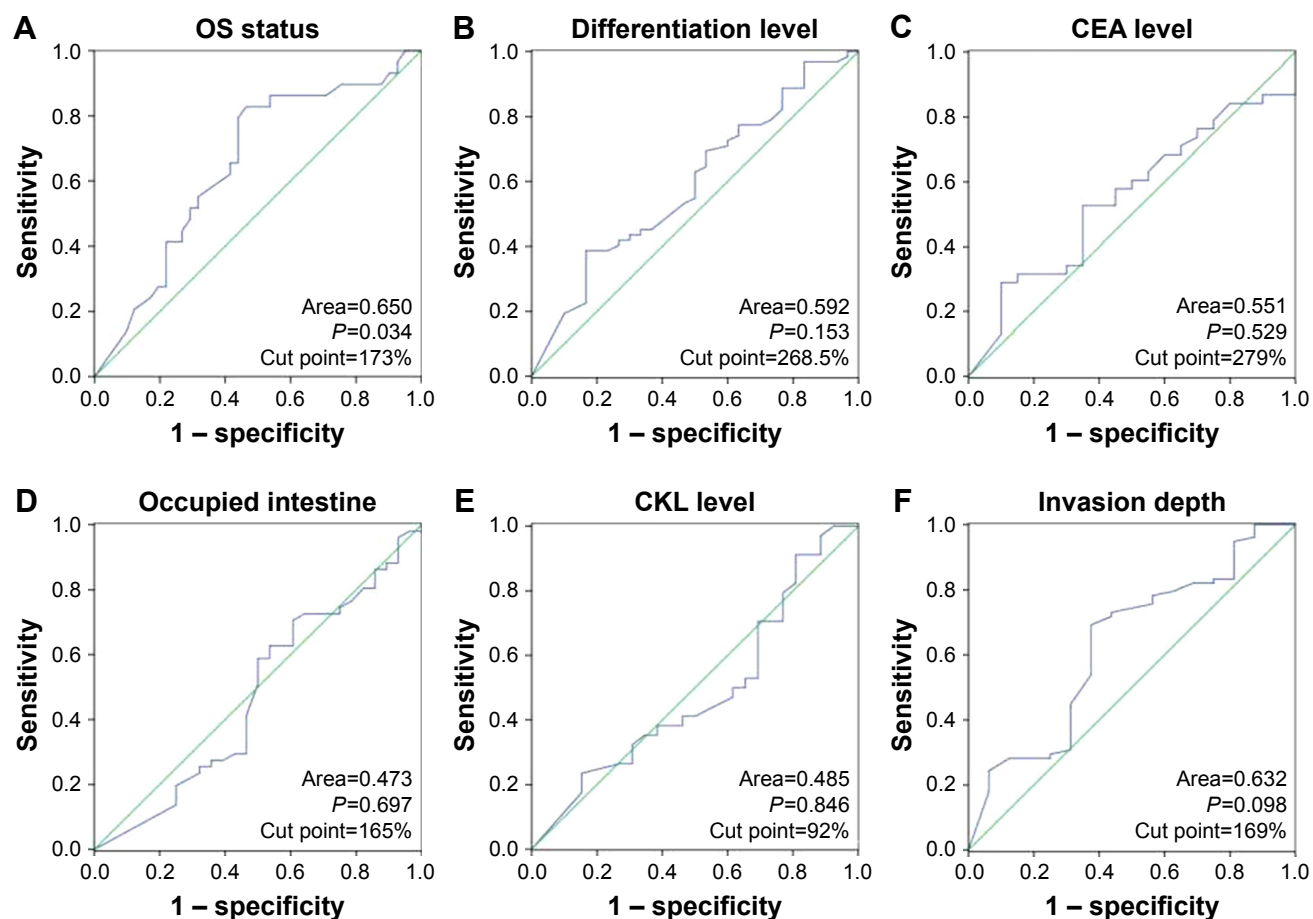 A
OS status
1.0
0.8
0.6
0.4
0.2
0.0
Sensitivity
Area=0.650
P=0.034
Cut point=173%
0.0 0.2 0.4 0.6 0.8 1.0
1 – specificity
B
Differentiation level
1.0
0.8
0.6
0.4
0.2
0.0
Sensitivity
Area=0.592
P=0.153
Cut point=268.5%
0.0 0.2 0.4 0.6 0.8 1.0
1 – specificity
C
CEA level
1.0
0.8
0.6
0.4
0.2
0.0
Sensitivity
Area=0.551
P=0.529
Cut point=279%
0.0 0.2 0.4 0.6 0.8 1.0
1 – specificity
D
Occupied intestine
1.0
0.8
0.6
0.4
0.2
0.0
Sensitivity
Area=0.473
P=0.697
Cut point=165%
0.0 0.2 0.4 0.6 0.8 1.0
1 – specificity
E
CKL level
1.0
0.8
0.6
0.4
0.2
0.0
Sensitivity
Area=0.485
P=0.846
Cut point=92%
0.0 0.2 0.4 0.6 0.8 1.0
1 – specificity
F
Invasion depth
1.0
0.8
0.6
0.4
0.2
0.0
Sensitivity
Area=0.632
P=0.098
Cut point=169%
0.0 0.2 0.4 0.6 0.8 1.0
1 – specificity